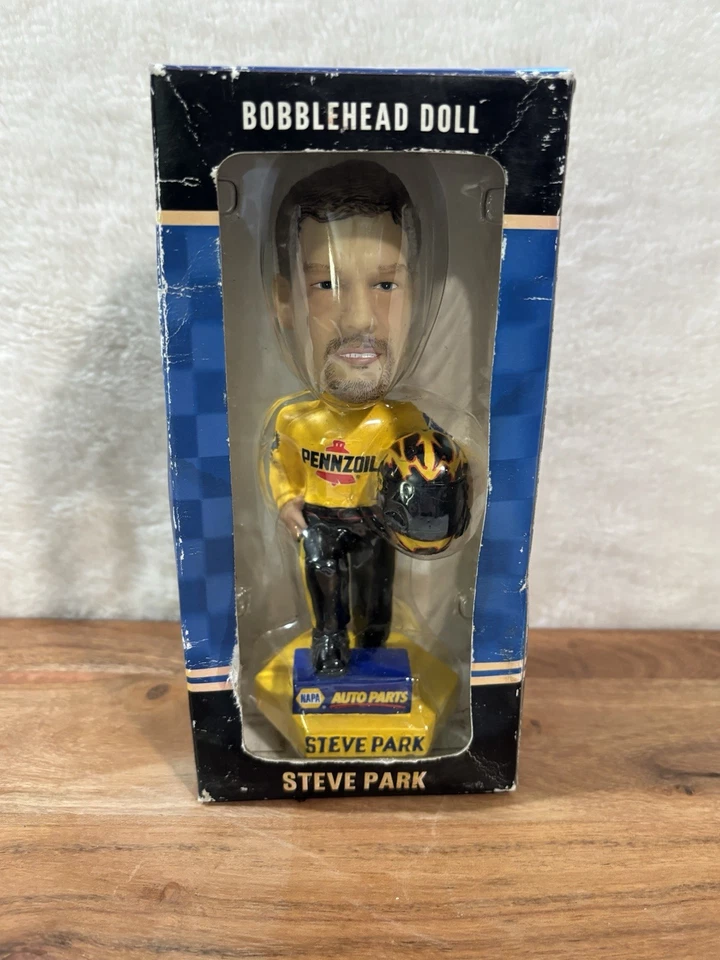 BOBBLEHEAD DOLL
PENNZOIL
NAPA AUTO PARTS
STEVE PARK
STEVE PARK